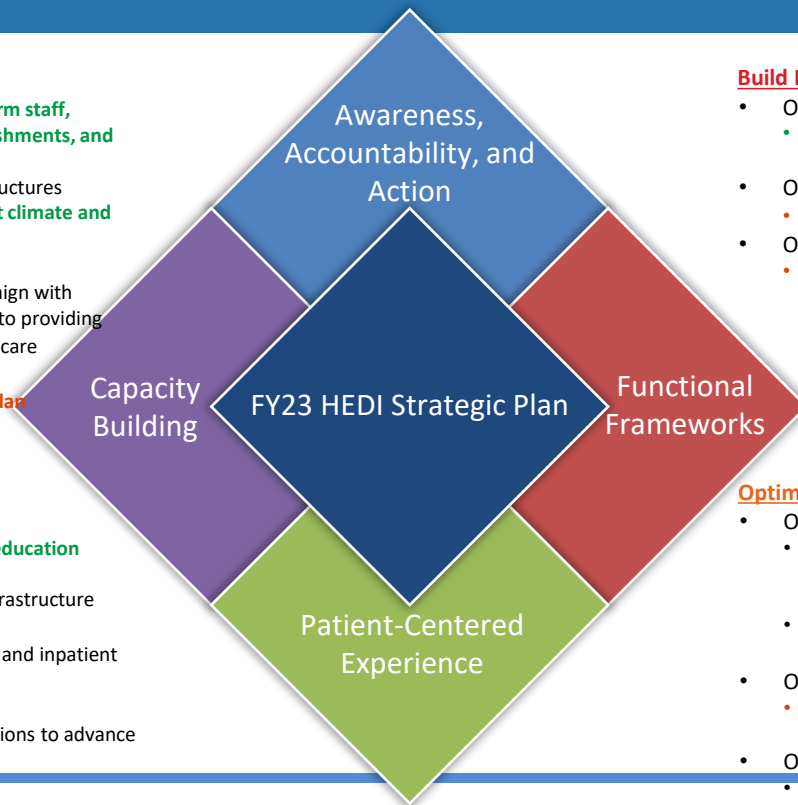 rm staff,
shments, and
uctures
t climate and
ign with
to providing
care
lan
education
rastructure
and inpatient
ions to advance
Awareness,
Accountability, and
Action
Capacity
Building
FY23 HEDI Strategic Plan
Functional
Frameworks
Patient-Centered
Experience
Build
• O
•
• O
•
• O
•
Optim
• O
•
•
• O
•
• O
•